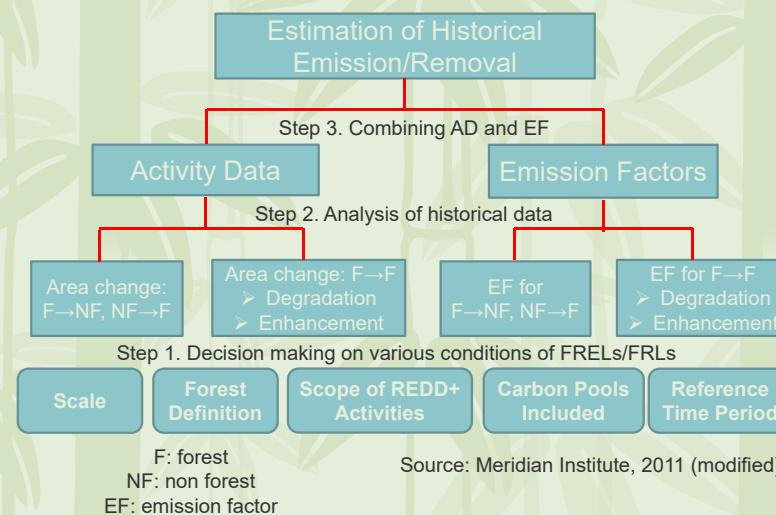 Estimation of Historical
Emission/Removal
Step 3. Combining AD and EF
Activity Data
Emission Factors
Step 2. Analysis of historical data
Area change:
F→NF, NF→F
Area change: F→F
➢ Degradation
➢ Enhancement
EF for
F→NF, NF→F
EF for F→F
➢ Degradation
➢ Enhancement
Step 1. Decision making on various conditions of FRELs/FRLs
Scale
Forest
Definition
Scope of REDD+
Activities
Carbon Pools
Included
Reference
Time Period
F: forest
NF: non forest
EF: emission factor
Source: Meridian Institute, 2011 (modified)